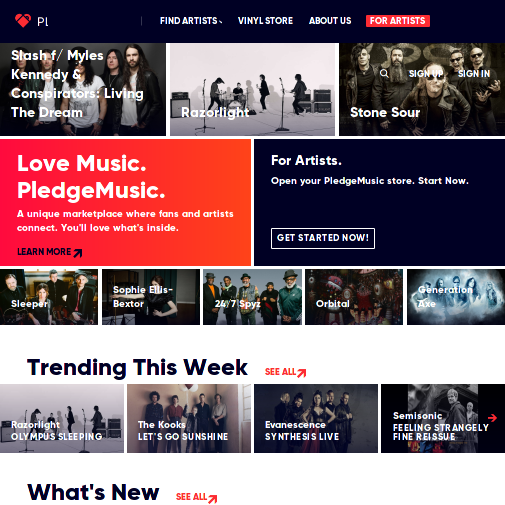 PL
FIND ARTISTS
VINYL STORE
ABOUT US
FOR ARTISTS
SIGN UP
SIGN IN
Slash f/ Myles
Kennedy &
Conspirators: Living
The Dream
Razorlight
Stone Sour
Love Music.
PledgeMusic.
A unique marketplace where fans and artists
connect. You'll love what's inside.
LEARN MORE
For Artists.
Open your PledgeMusic store. Start Now.
GET STARTED NOW!
Sleeper
Sophie Ellis-
Bextor
24/7 Spyz
Orbital
Generation
Axe
Trending This Week
SEE ALL
Razorlight
OLYMPUS SLEEPING
The Kooks
LET'S GO SUNSHINE
Evanescence
SYNTHESIS LIVE
Semisonic
FEELING STRANGELY
FINE REISSUE
What's New
SEE ALL